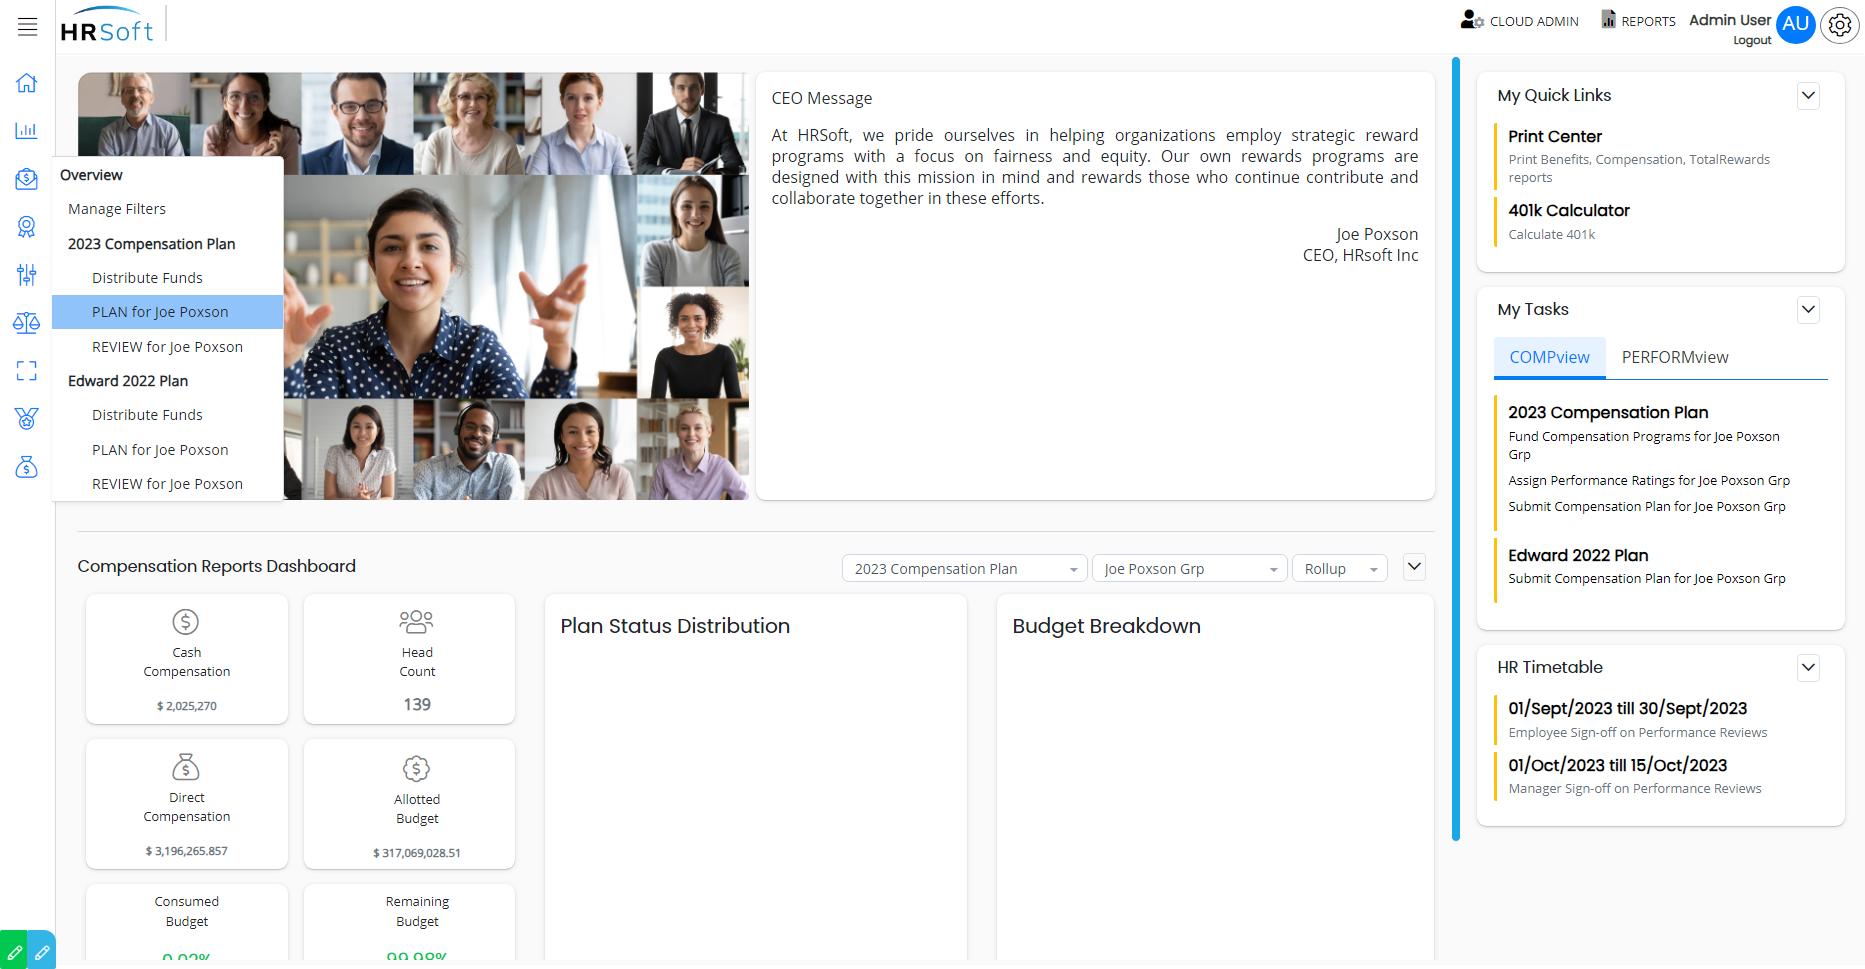 HRSoft
CLOUD ADMIN
REPORTS
Admin User
Logout
AU
Overview
Manage Filters
2023 Compensation Plan
Distribute Funds
PLAN for Joe Poxson
REVIEW for Joe Poxson
Edward 2022 Plan
Distribute Funds
PLAN for Joe Poxson
REVIEW for Joe Poxson
CEO Message
At HRSoft, we pride ourselves in helping organizations employ strategic reward
programs with a focus on fairness and equity. Our own rewards programs are
designed with this mission in mind and rewards those who continue contribute and
collaborate together in these efforts.
Joe Poxson
CEO, HRsoft Inc
My Quick Links
Print Center
Print Benefits, Compensation, TotalRewards
reports
401k Calculator
Calculate 401k
My Tasks
COMPview
PERFORMview
2023 Compensation Plan
Fund Compensation Programs for Joe Poxson
Grp
Assign Performance Ratings for Joe Poxson Grp
Submit Compensation Plan for Joe Poxson Grp
Edward 2022 Plan
Submit Compensation Plan for Joe Poxson Grp
HR Timetable
01/Sept/2023 till 30/Sept/2023
Employee Sign-off on Performance Reviews
01/Oct/2023 till 15/Oct/2023
Manager Sign-off on Performance Reviews
Compensation Reports Dashboard
2023 Compensation Plan
Joe Poxson Grp
Rollup
Cash
Compensation
$ 2,025,270
Head
Count
139
Direct
Compensation
$ 3,196,265.857
Allotted
Budget
$ 317,069,028.51
Consumed
Budget
0.02%
Remaining
Budget
99.98%
Plan Status Distribution
Budget Breakdown